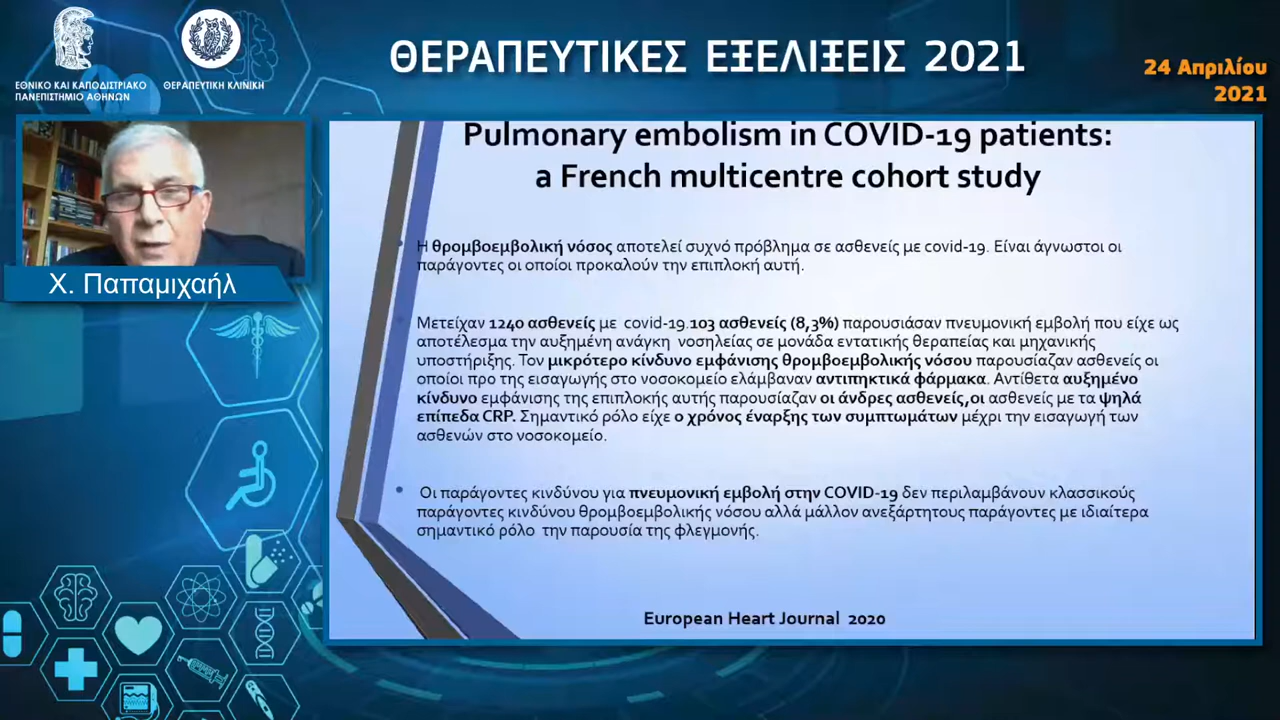 ΕΘΝΙΚΟ ΚΑΙ ΚΑΠΟΔΙΣΤΡΙΑΚΟ
ΠΑΝΕΠΙΣΤΗΜΙΟ ΑΘΗΝΩΝ
ΘΕΡΑΠΕΥΤΙΚΗ ΚΛΙΝΙΚΗ
ΘΕΡΑΠΕΥΤΙΚΕΣ ΕΞΕΛΙΞΕΙΣ 2021
24 Απριλίου
2021
Χ. Παπαμιχαήλ
Pulmonary embolism in COVID-19 patients:
a French multicentre cohort study
• Η θρομβοεμβολική νόσος αποτελεί συχνό πρόβλημα σε ασθενείς με covid-19. Είναι άγνωστοι οι
παράγοντες οι οποίοι προκαλούν την επιπλοκή αυτή.
• Μετείχαν 1240 ασθενείς με covid-19.103 ασθενείς (8,3%) παρουσιάσαν πνευμονική εμβολή που είχε ως
αποτέλεσμα την αυξημένη ανάγκη νοσηλείας σε μονάδα εντατικής θεραπείας και μηχανικής
υποστήριξης. Τον μικρότερο κίνδυνο εμφάνισης θρομβοεμβολικής νόσου παρουσίαζαν ασθενείς οι
οποίοι προ της εισαγωγής στο νοσοκομείο ελάμβαναν αντιπηκτικά φάρμακα. Αντίθετα αυξημένο
κίνδυνο εμφάνισης της επιπλοκής αυτής παρουσίαζαν οι άνδρες ασθενείς,οι ασθενείς με τα ψηλά
επίπεδα CRP. Σημαντικό ρόλο είχε ο χρόνος έναρξης των συμπτωμάτων μέχρι την εισαγωγή των
ασθενών στο νοσοκομείο.
• Οι παράγοντες κινδύνου για πνευμονική εμβολή στην COVID-19 δεν περιλαμβάνουν κλασσικούς
παράγοντες κινδύνου θρομβοεμβολικής νόσου αλλά μάλλον ανεξάρτητους παράγοντες με ιδιαίτερα
σημαντικό ρόλο την παρουσία της φλεγμονής.
European Heart Journal 2020